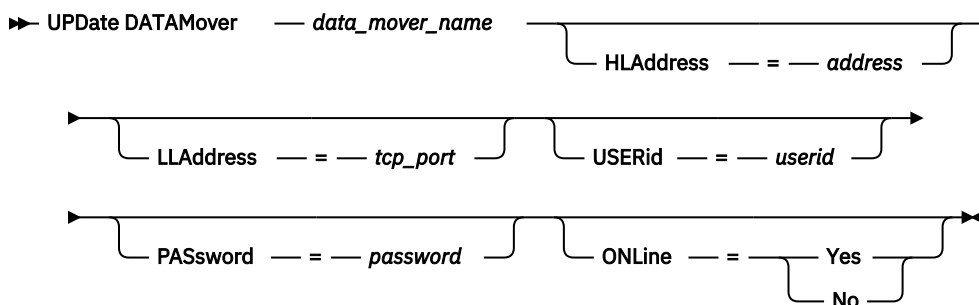 UPDate DATAMover — data_mover_name
HLAddress — = — address
LLAddress — = — tcp_port
USERid — = — userid
PASsword — = — password
ONLine — = Yes
No